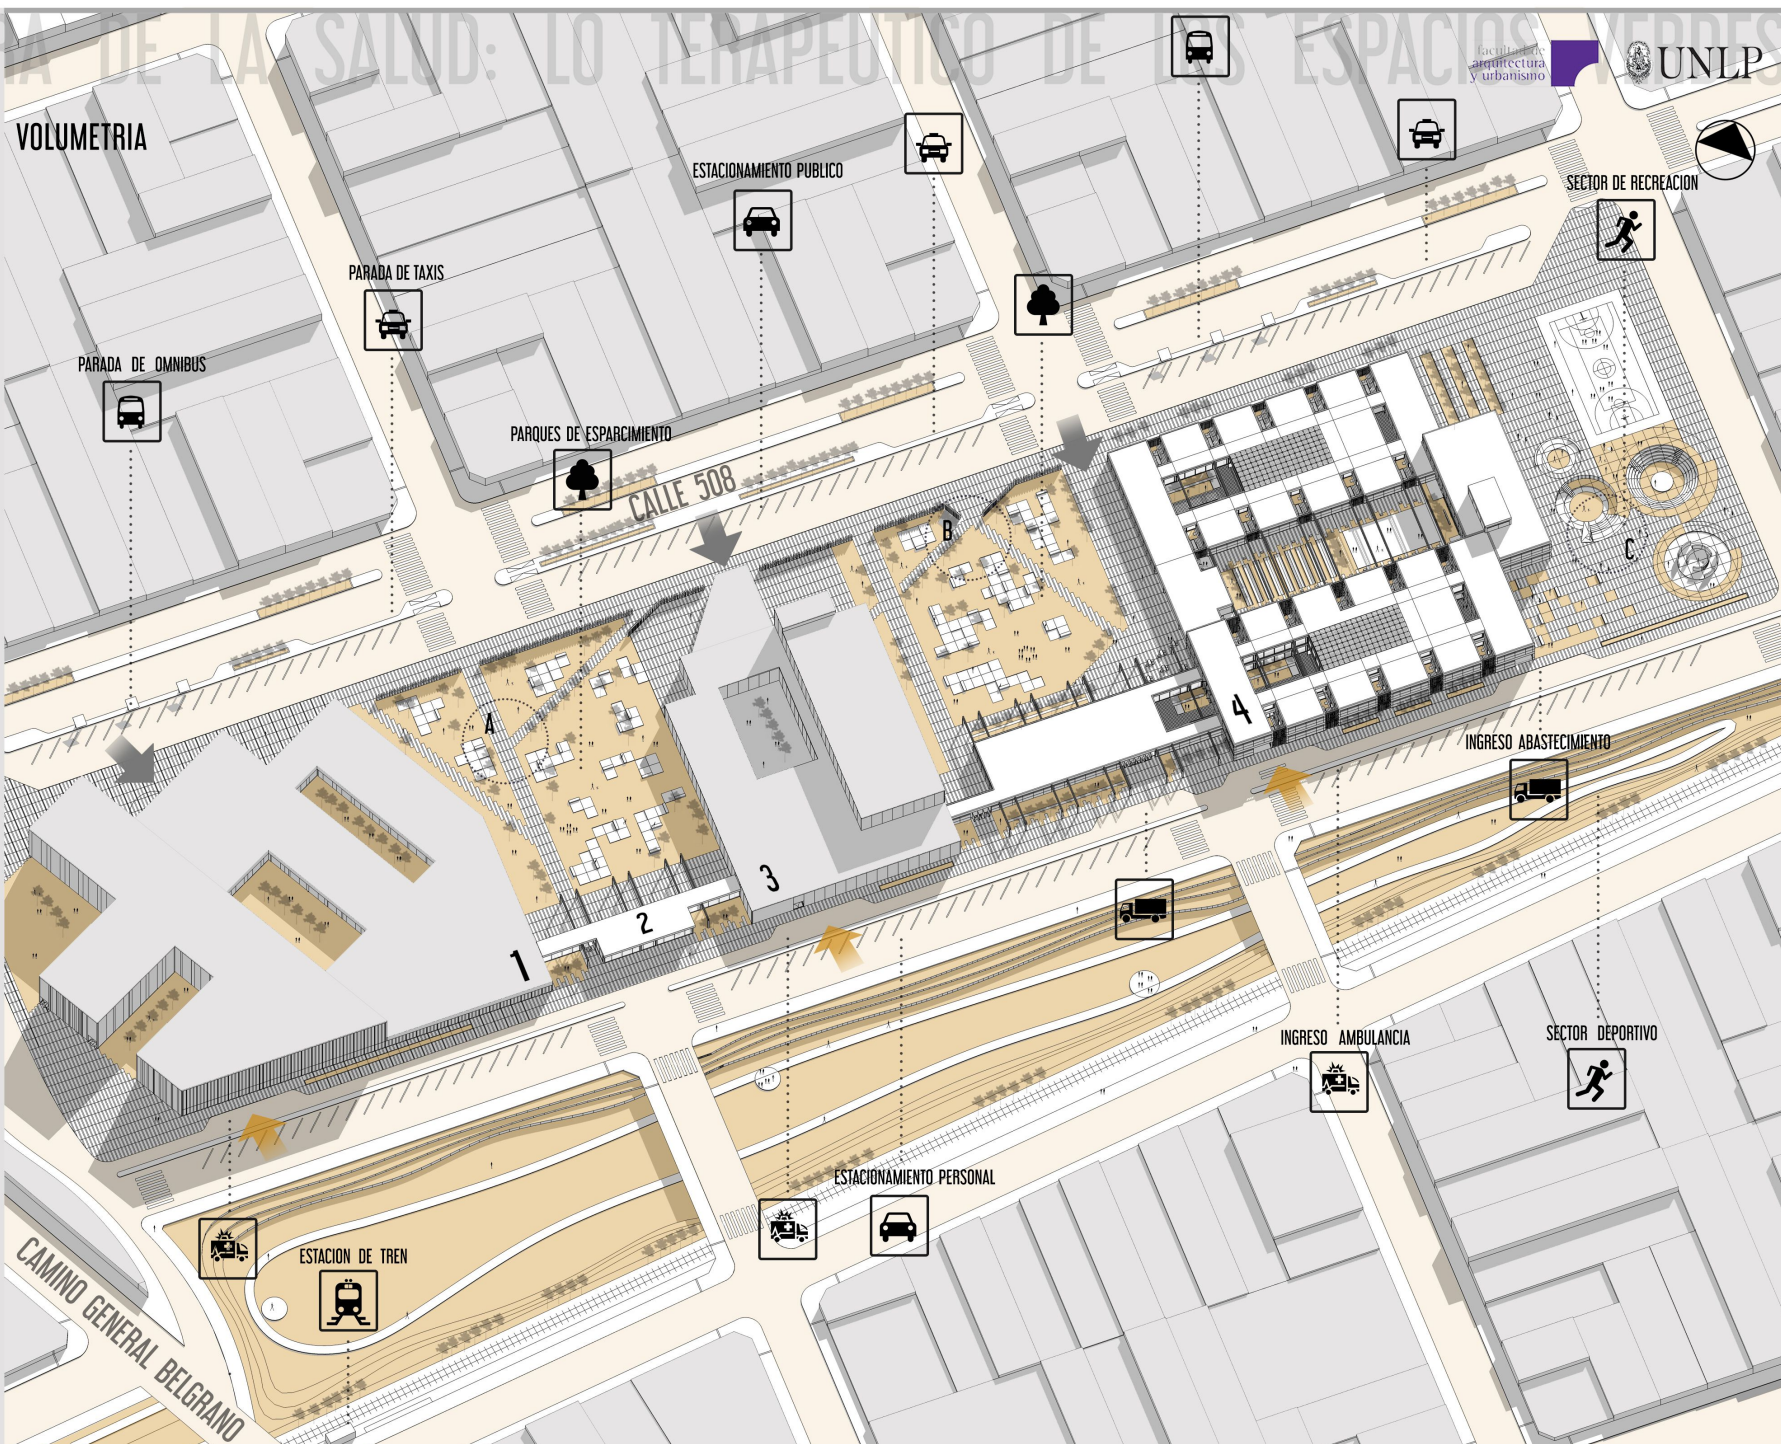 A DE LA SALUD: LO TERAPEUTICO DE LOS ESPACIOS VERDES
facultad de
arquitectura
y urbanismo
UNLP
VOLUMETRIA
ESTACIONAMIENTO PUBLICO
SECTOR DE RECREACION
PARADA DE TAXIS
PARADA DE OMNIBUS
PARQUES DE ESPARCIMIENTO
CALLE 508
B
C
A
4
INGRESO ABASTECIMIENTO
3
2
1
INGRESO AMBULANCIA
SECTOR DEPORTIVO
ESTACIONAMIENTO PERSONAL
ESTACION DE TREN
CAMINO GENERAL BELGRANO